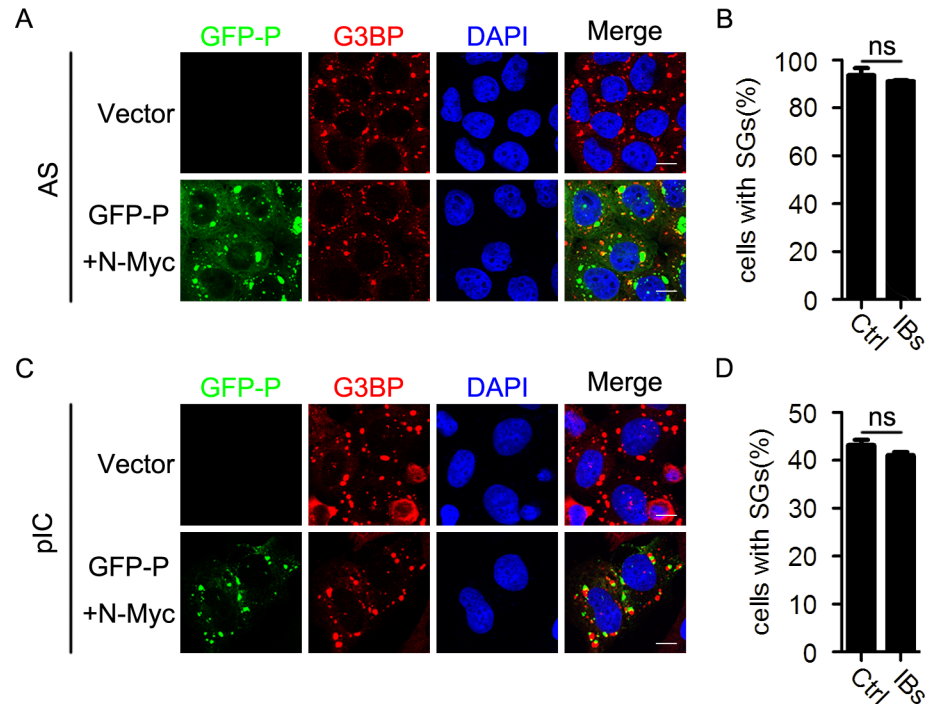 A
GFP-P G3BP DAPI Merge
AS
Vector
GFP-P
+N-Myc
B
ns
cells with SGs(%)
100
80
60
40
20
0
Ctrl IBs
C
GFP-P G3BP DAPI Merge
pIC
Vector
GFP-P
+N-Myc
D
ns
cells with SGs(%)
50
40
30
20
10
0
Ctrl IBs